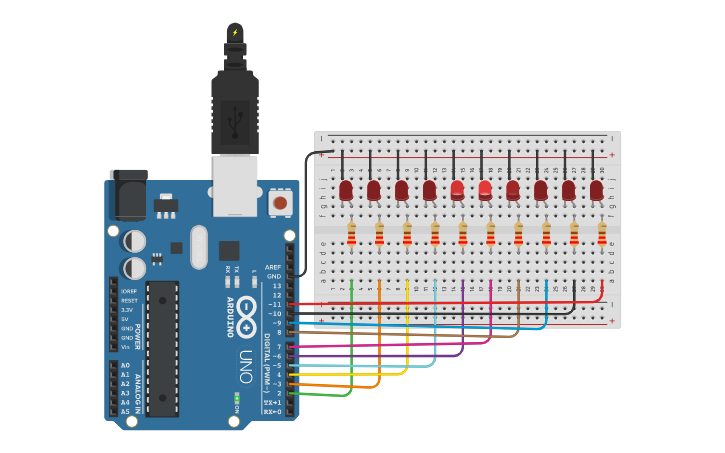 AREF
GND
13
12
~11
~10
~9
8
7
~6
~5
4
~3
2
TX→1
RX←0
DIGITAL (PWM~)
IOREF
RESET
3.3V
5V
GND
GND
Vin
POWER
A0
A1
A2
A3
A4
A5
ANALOG IN
RX
TX
L
ARDUINO
UNO
ON
j
i
h
g
f
e
d
c
b
a
j
i
h
g
f
e
d
c
b
a